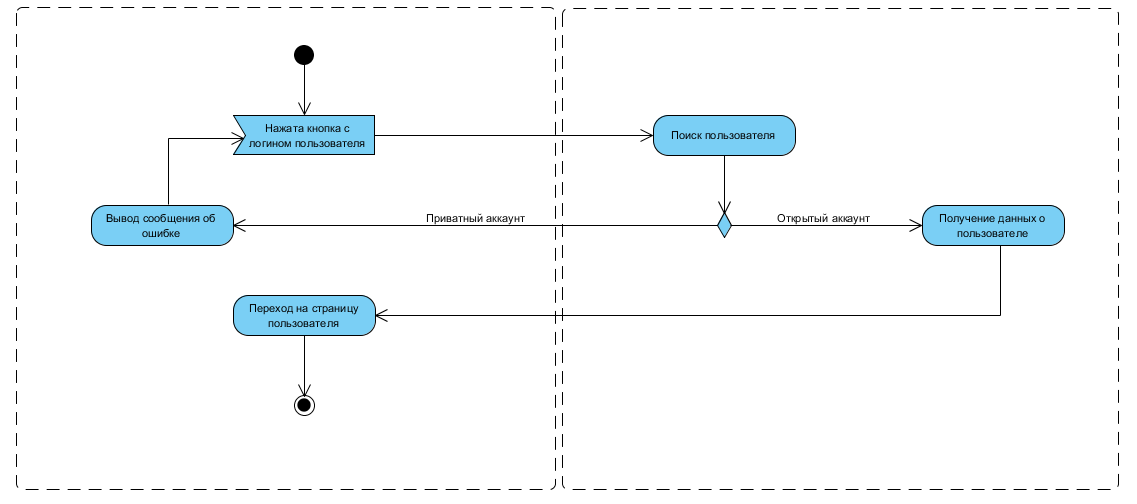 Нажата кнопка с
логином пользователя
Поиск пользователя
Вывод сообщения об
ошибке
Приватный аккаунт
Открытый аккаунт
Получение данных о
пользователе
Переход на страницу
пользователя